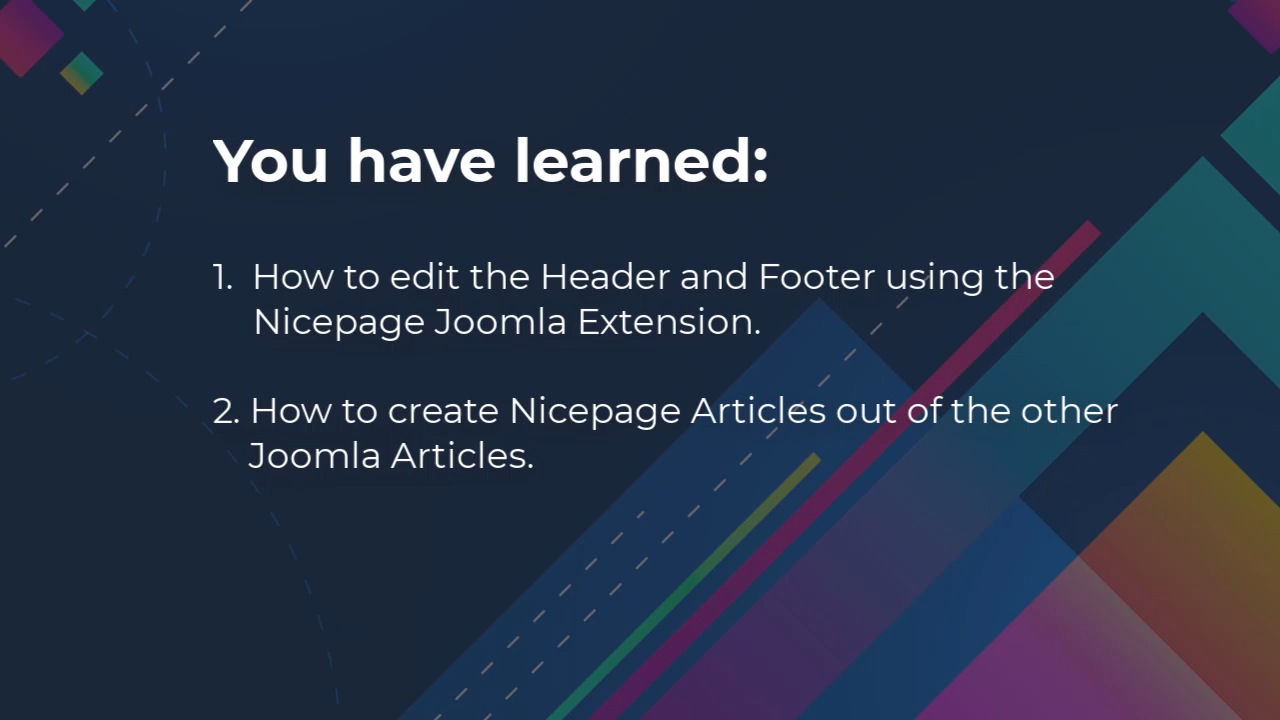 You have learned:
1. How to edit the Header and Footer using the
Nicepage Joomla Extension.
2. How to create Nicepage Articles out of the other
Joomla Articles.